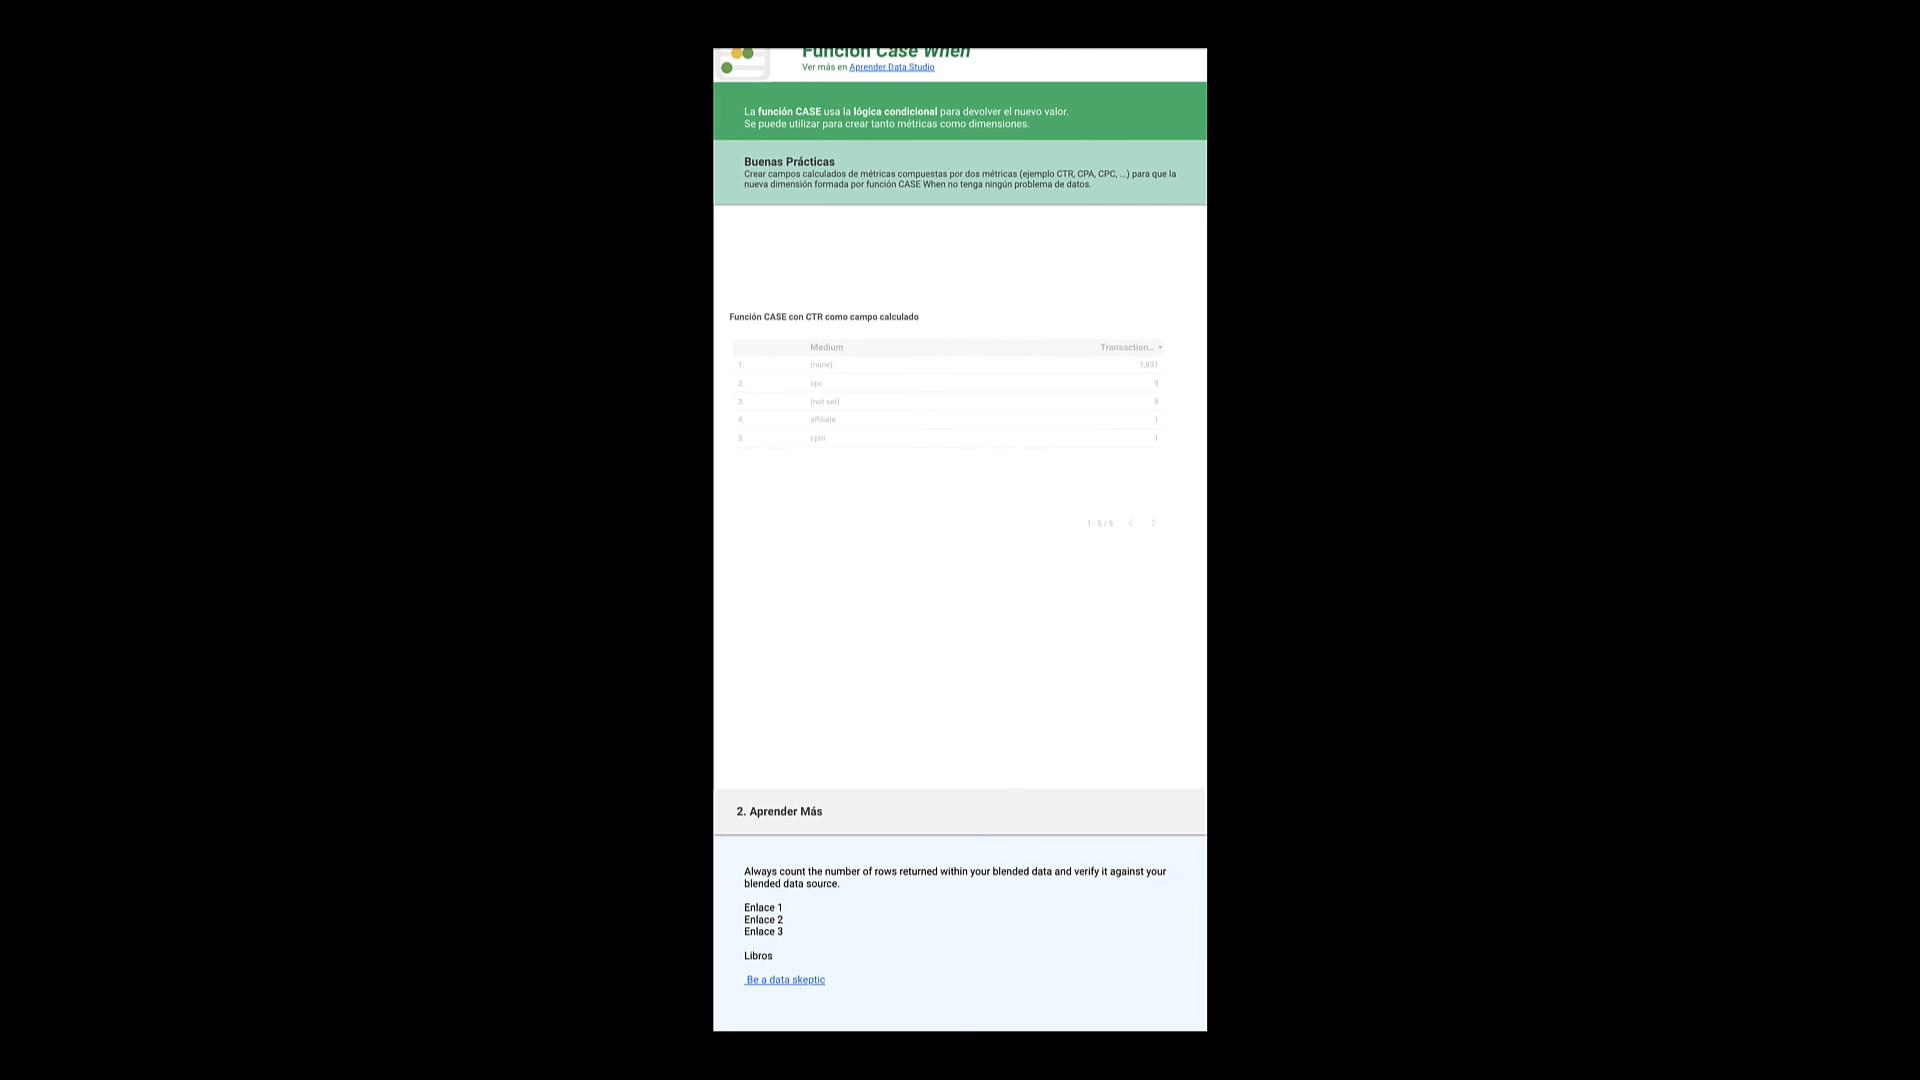 Función Case When
Ver más en Aprender Data Studio
La función CASE usa la lógica condicional para devolver el nuevo valor.
Se puede utilizar para crear tanto métricas como dimensiones.
Buenas Prácticas
Crear campos calculados de métricas compuestas por dos métricas (ejemplo CTR, CPA, CPC, ...) para que la
nueva dimensión formada por función CASE When no tenga ningún problema de datos.
Función CASE con CTR como campo calculado
Medium Transaction...
1. (none) 1,831
2. cpc 9
3. (not set) 8
4. affiliate 1
5. cpm 1
1 - 5 / 5
2. Aprender Más
Always count the number of rows returned within your blended data and verify it against your
blended data source.
Enlace 1
Enlace 2
Enlace 3
Libros
Be a data skeptic